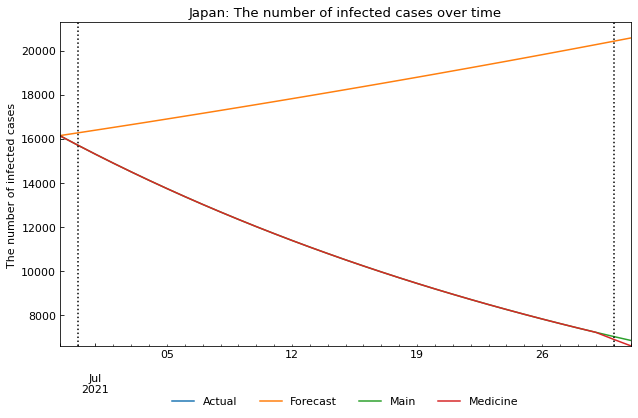 Japan: The number of infected cases over time
The number of infected cases
20000
18000
16000
14000
12000
10000
8000
05 12 19 26
Jul
2021
Actual Forecast Main Medicine